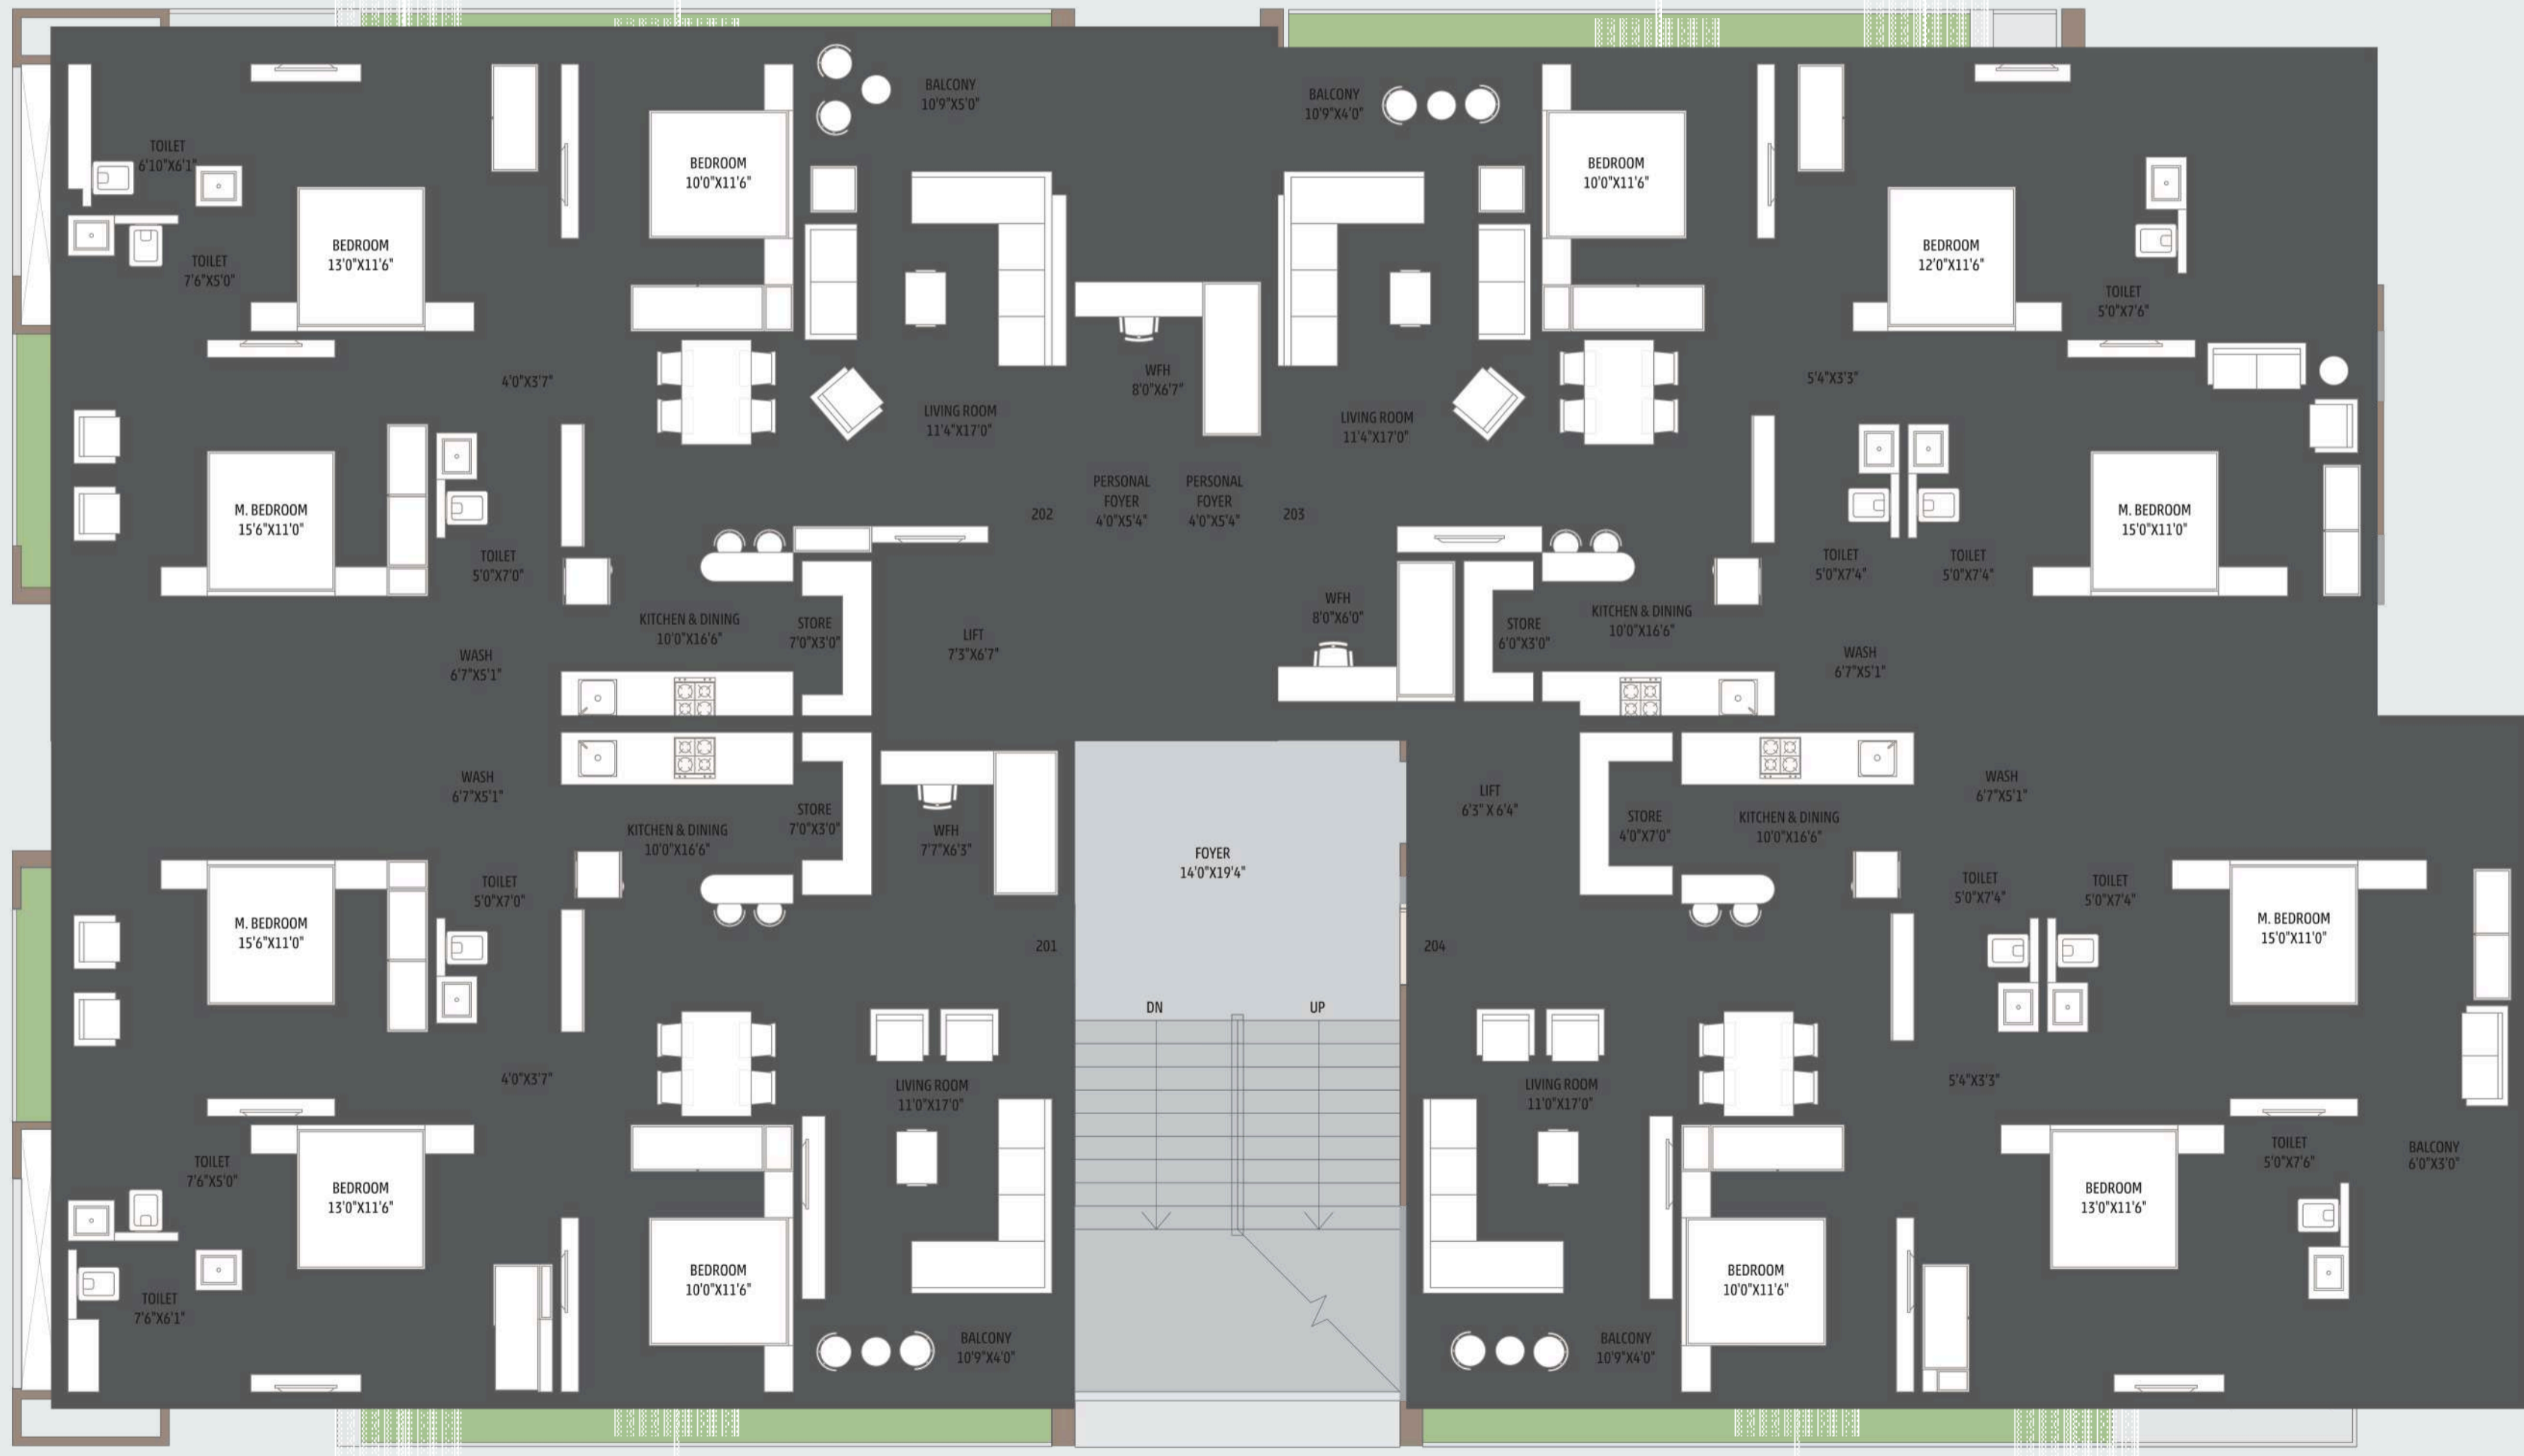 BALCONY
10'9"X5'0"
BALCONY
10'9"X4'0"
TOILET
6'10"X6'1"
BEDROOM
10'0"X11'6"
BEDROOM
10'0"X11'6"
BEDROOM
13'0"X11'6"
TOILET
7'6"X5'0"
BEDROOM
12'0"X11'6"
TOILET
5'0"X7'6"
4'0"X3'7"
WFH
8'0"X6'7"
5'4"X3'3"
LIVING ROOM
11'4"X17'0"
LIVING ROOM
11'4"X17'0"
M. BEDROOM
15'6"X11'0"
202
PERSONAL
FOYER
4'0"X5'4"
PERSONAL
FOYER
4'0"X5'4"
203
M. BEDROOM
15'0"X11'0"
TOILET
5'0"X7'0"
TOILET
5'0"X7'4"
TOILET
5'0"X7'4"
KITCHEN & DINING
10'0"X16'6"
STORE
7'0"X3'0"
LIFT
7'3"X6'7"
WFH
8'0"X6'0"
STORE
6'0"X3'0"
KITCHEN & DINING
10'0"X16'6"
WASH
6'7"X5'1"
WASH
6'7"X5'1"
WASH
6'7"X5'1"
LIFT
6'3" X 6'4"
WASH
6'7"X5'1"
KITCHEN & DINING
10'0"X16'6"
STORE
7'0"X3'0"
WFH
7'7"X6'3"
FOYER
14'0"X19'4"
STORE
4'0"X7'0"
KITCHEN & DINING
10'0"X16'6"
TOILET
5'0"X7'0"
TOILET
5'0"X7'4"
TOILET
5'0"X7'4"
M. BEDROOM
15'6"X11'0"
201
204
M. BEDROOM
15'0"X11'0"
DN
UP
4'0"X3'7"
LIVING ROOM
11'0"X17'0"
LIVING ROOM
11'0"X17'0"
5'4"X3'3"
TOILET
7'6"X5'0"
TOILET
5'0"X7'6"
BALCONY
6'0"X3'0"
BEDROOM
13'0"X11'6"
BEDROOM
13'0"X11'6"
BEDROOM
10'0"X11'6"
BEDROOM
10'0"X11'6"
TOILET
7'6"X6'1"
BALCONY
10'9"X4'0"
BALCONY
10'9"X4'0"